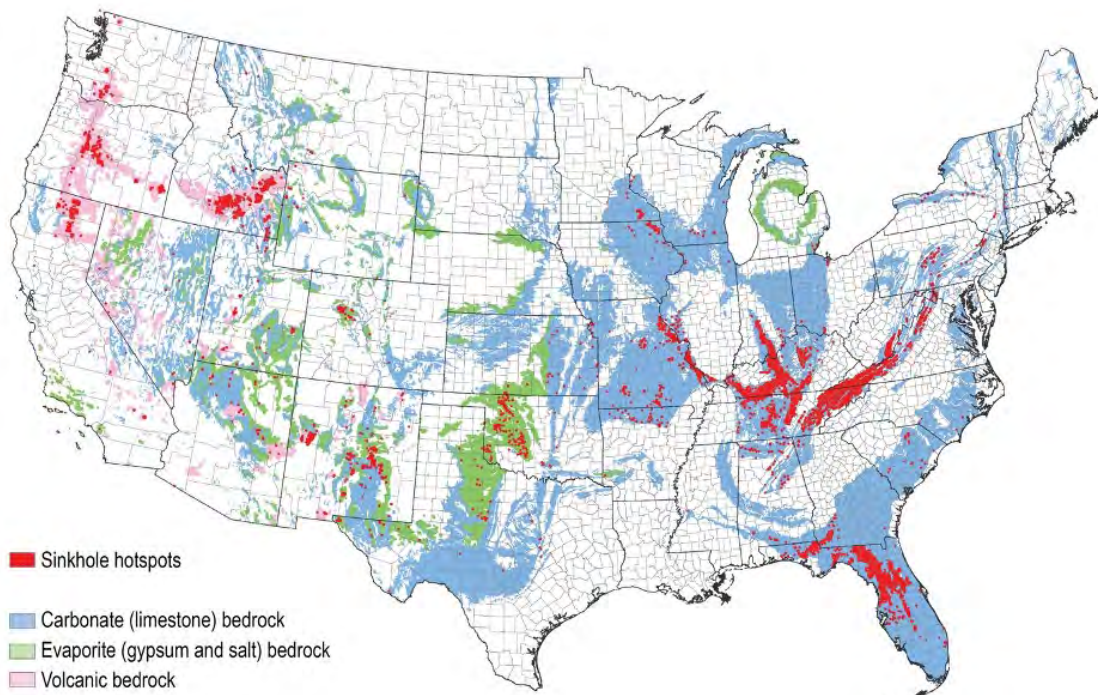 Sinkhole hotspots
Carbonate (limestone) bedrock
Evaporite (gypsum and salt) bedrock
Volcanic bedrock